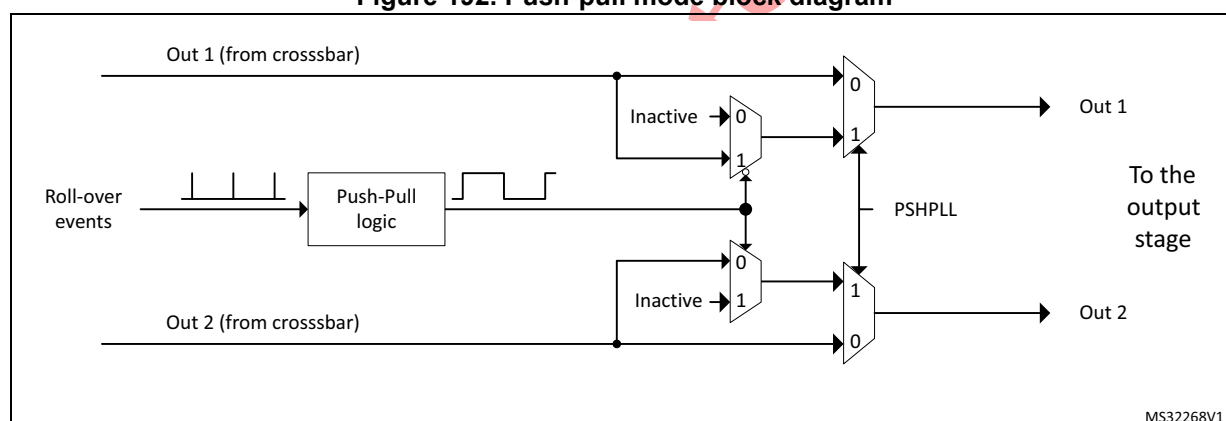 Figure 192. Push-pull mode block diagram
Out 1 (from crosssbar)
0
Inactive
0
Out 1
1
1
Roll-over
events
Push-Pull
logic
PSHPLL
To the
output
stage
0
1
Inactive
1
Out 2
Out 2 (from crosssbar)
0
MS32268V1